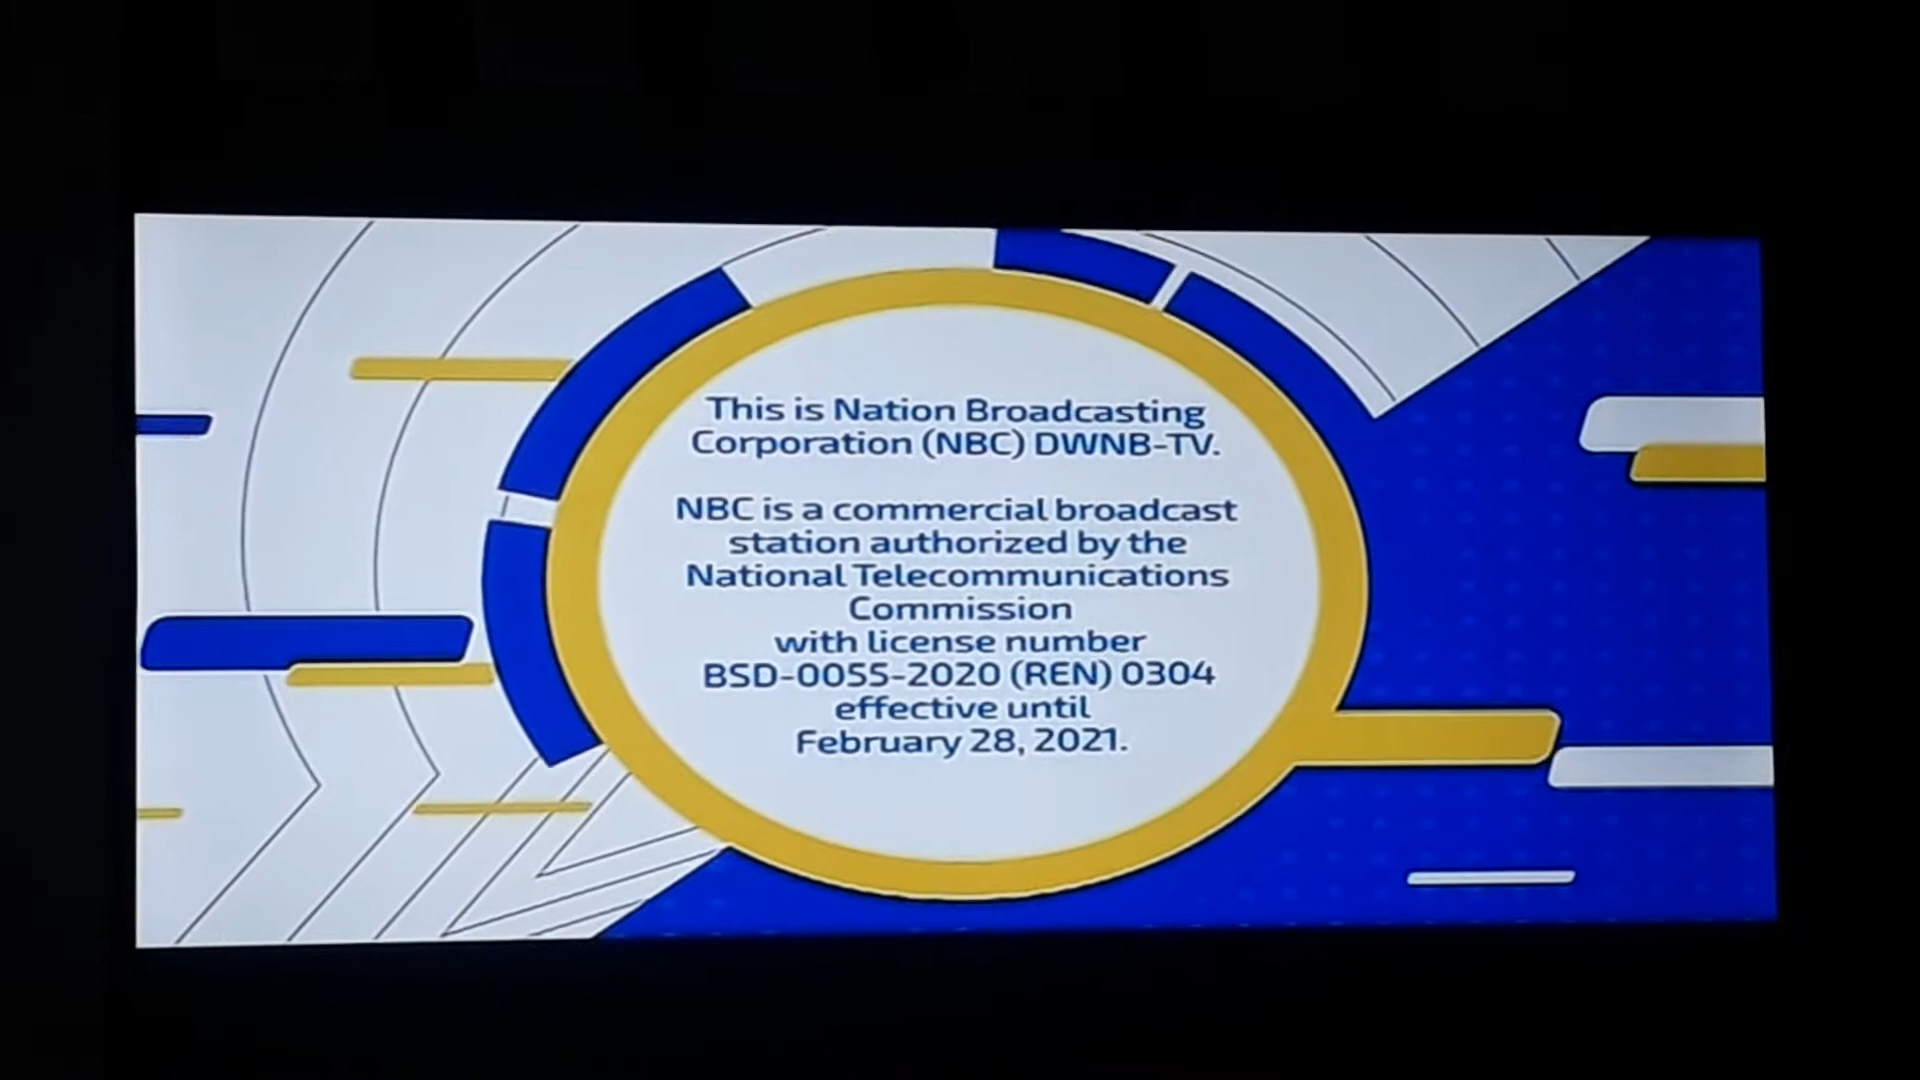 This is Nation Broadcasting
Corporation (NBC) DWNB-TV.
NBC is a commercial broadcast
station authorized by the
National Telecommunications
Commission
with license number
BSD-0055-2020 (REN) 0304
effective until
February 28, 2021.